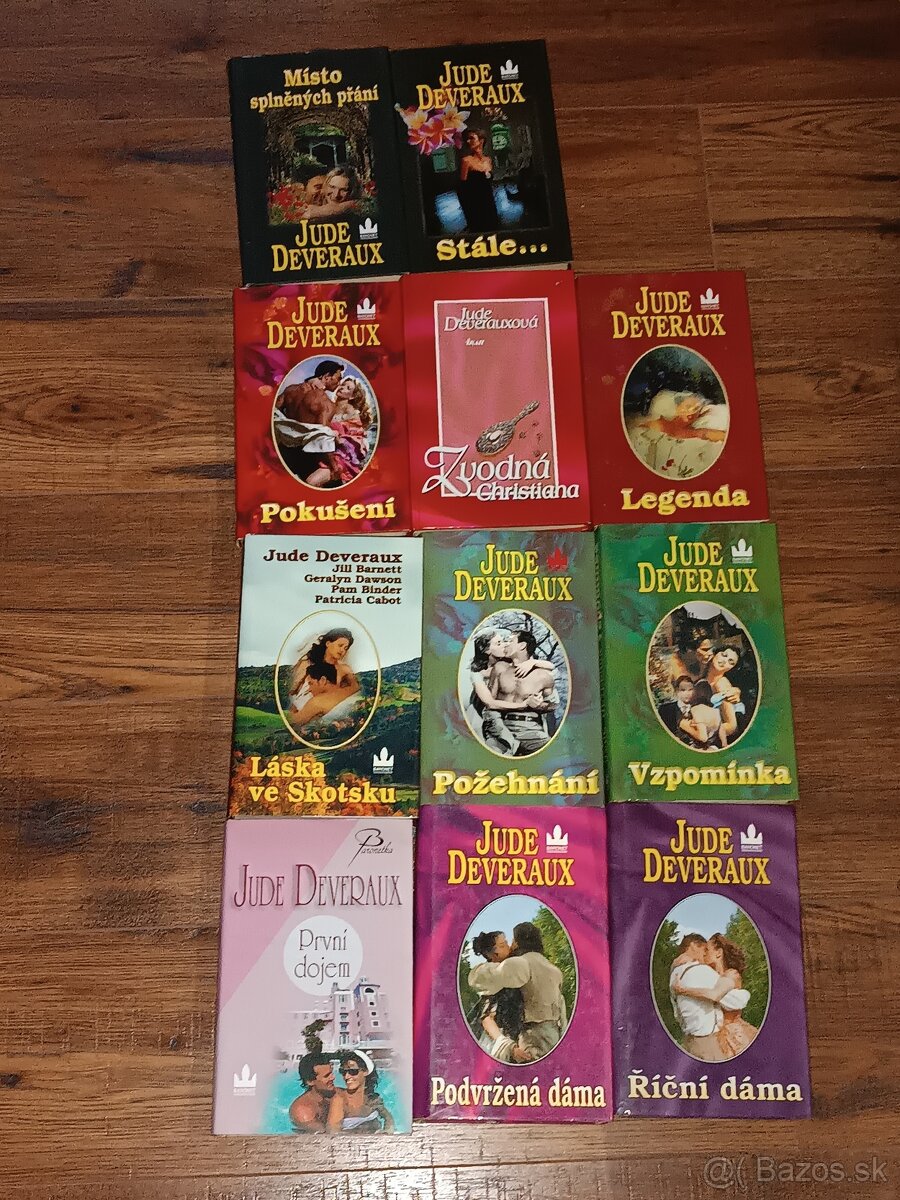 Místo
splněných přání
JUDE
DEVERAUX
JUDE
DEVERAUX
Stále...
JUDE
DEVERAUX
Pokušení
Jude
Deverauxová
Zvodná
Christiana
JUDE
DEVERAUX
Legenda
Jude Deveraux
Jill Barnett
Geralyn Dawson
Pam Binder
Patricia Cabot
Láska
ve Skotsku
JUDE
DEVERAUX
Požehnání
JUDE
DEVERAUX
Vzpomínka
Baronetka
JUDE DEVERAUX
První
dojem
JUDE
DEVERAUX
Podvržená dáma
JUDE
DEVERAUX
Říční dáma
@( Bazos.sk